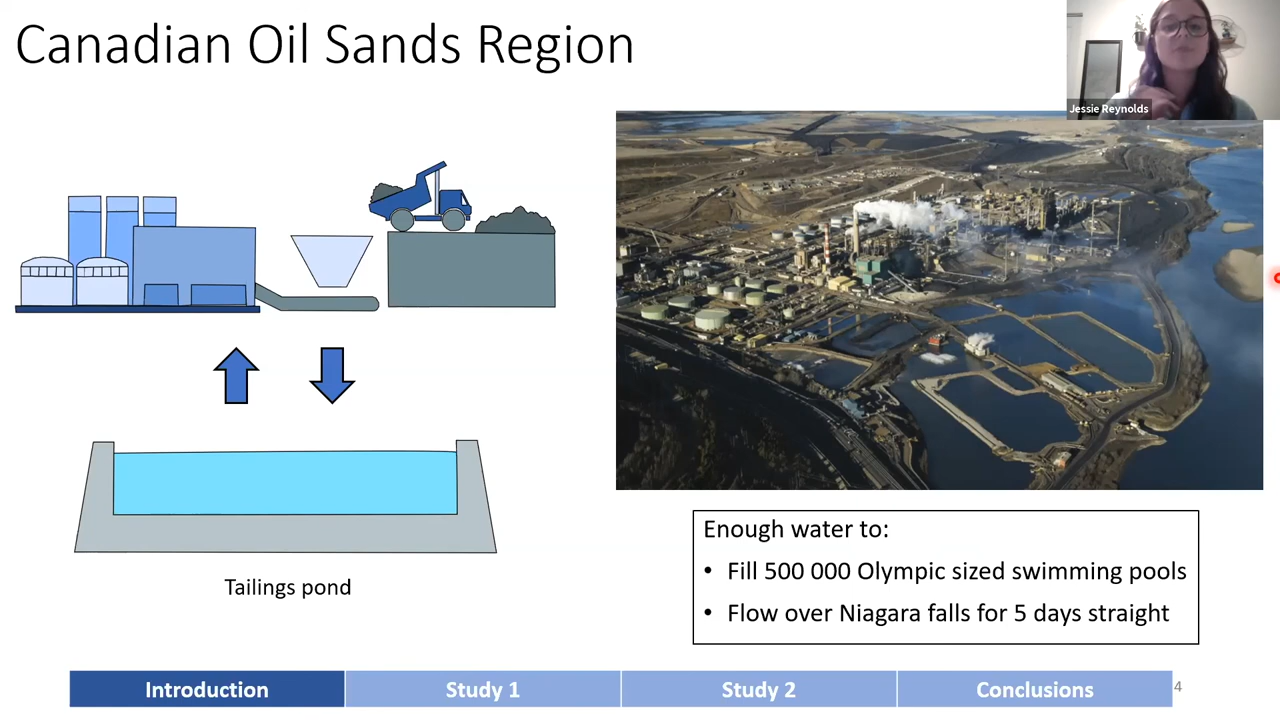 Canadian Oil Sands Region
Jessie Reynolds
Tailings pond
Enough water to:
• Fill 500 000 Olympic sized swimming pools
• Flow over Niagara falls for 5 days straight
Introduction
Study 1
Study 2
Conclusions
4